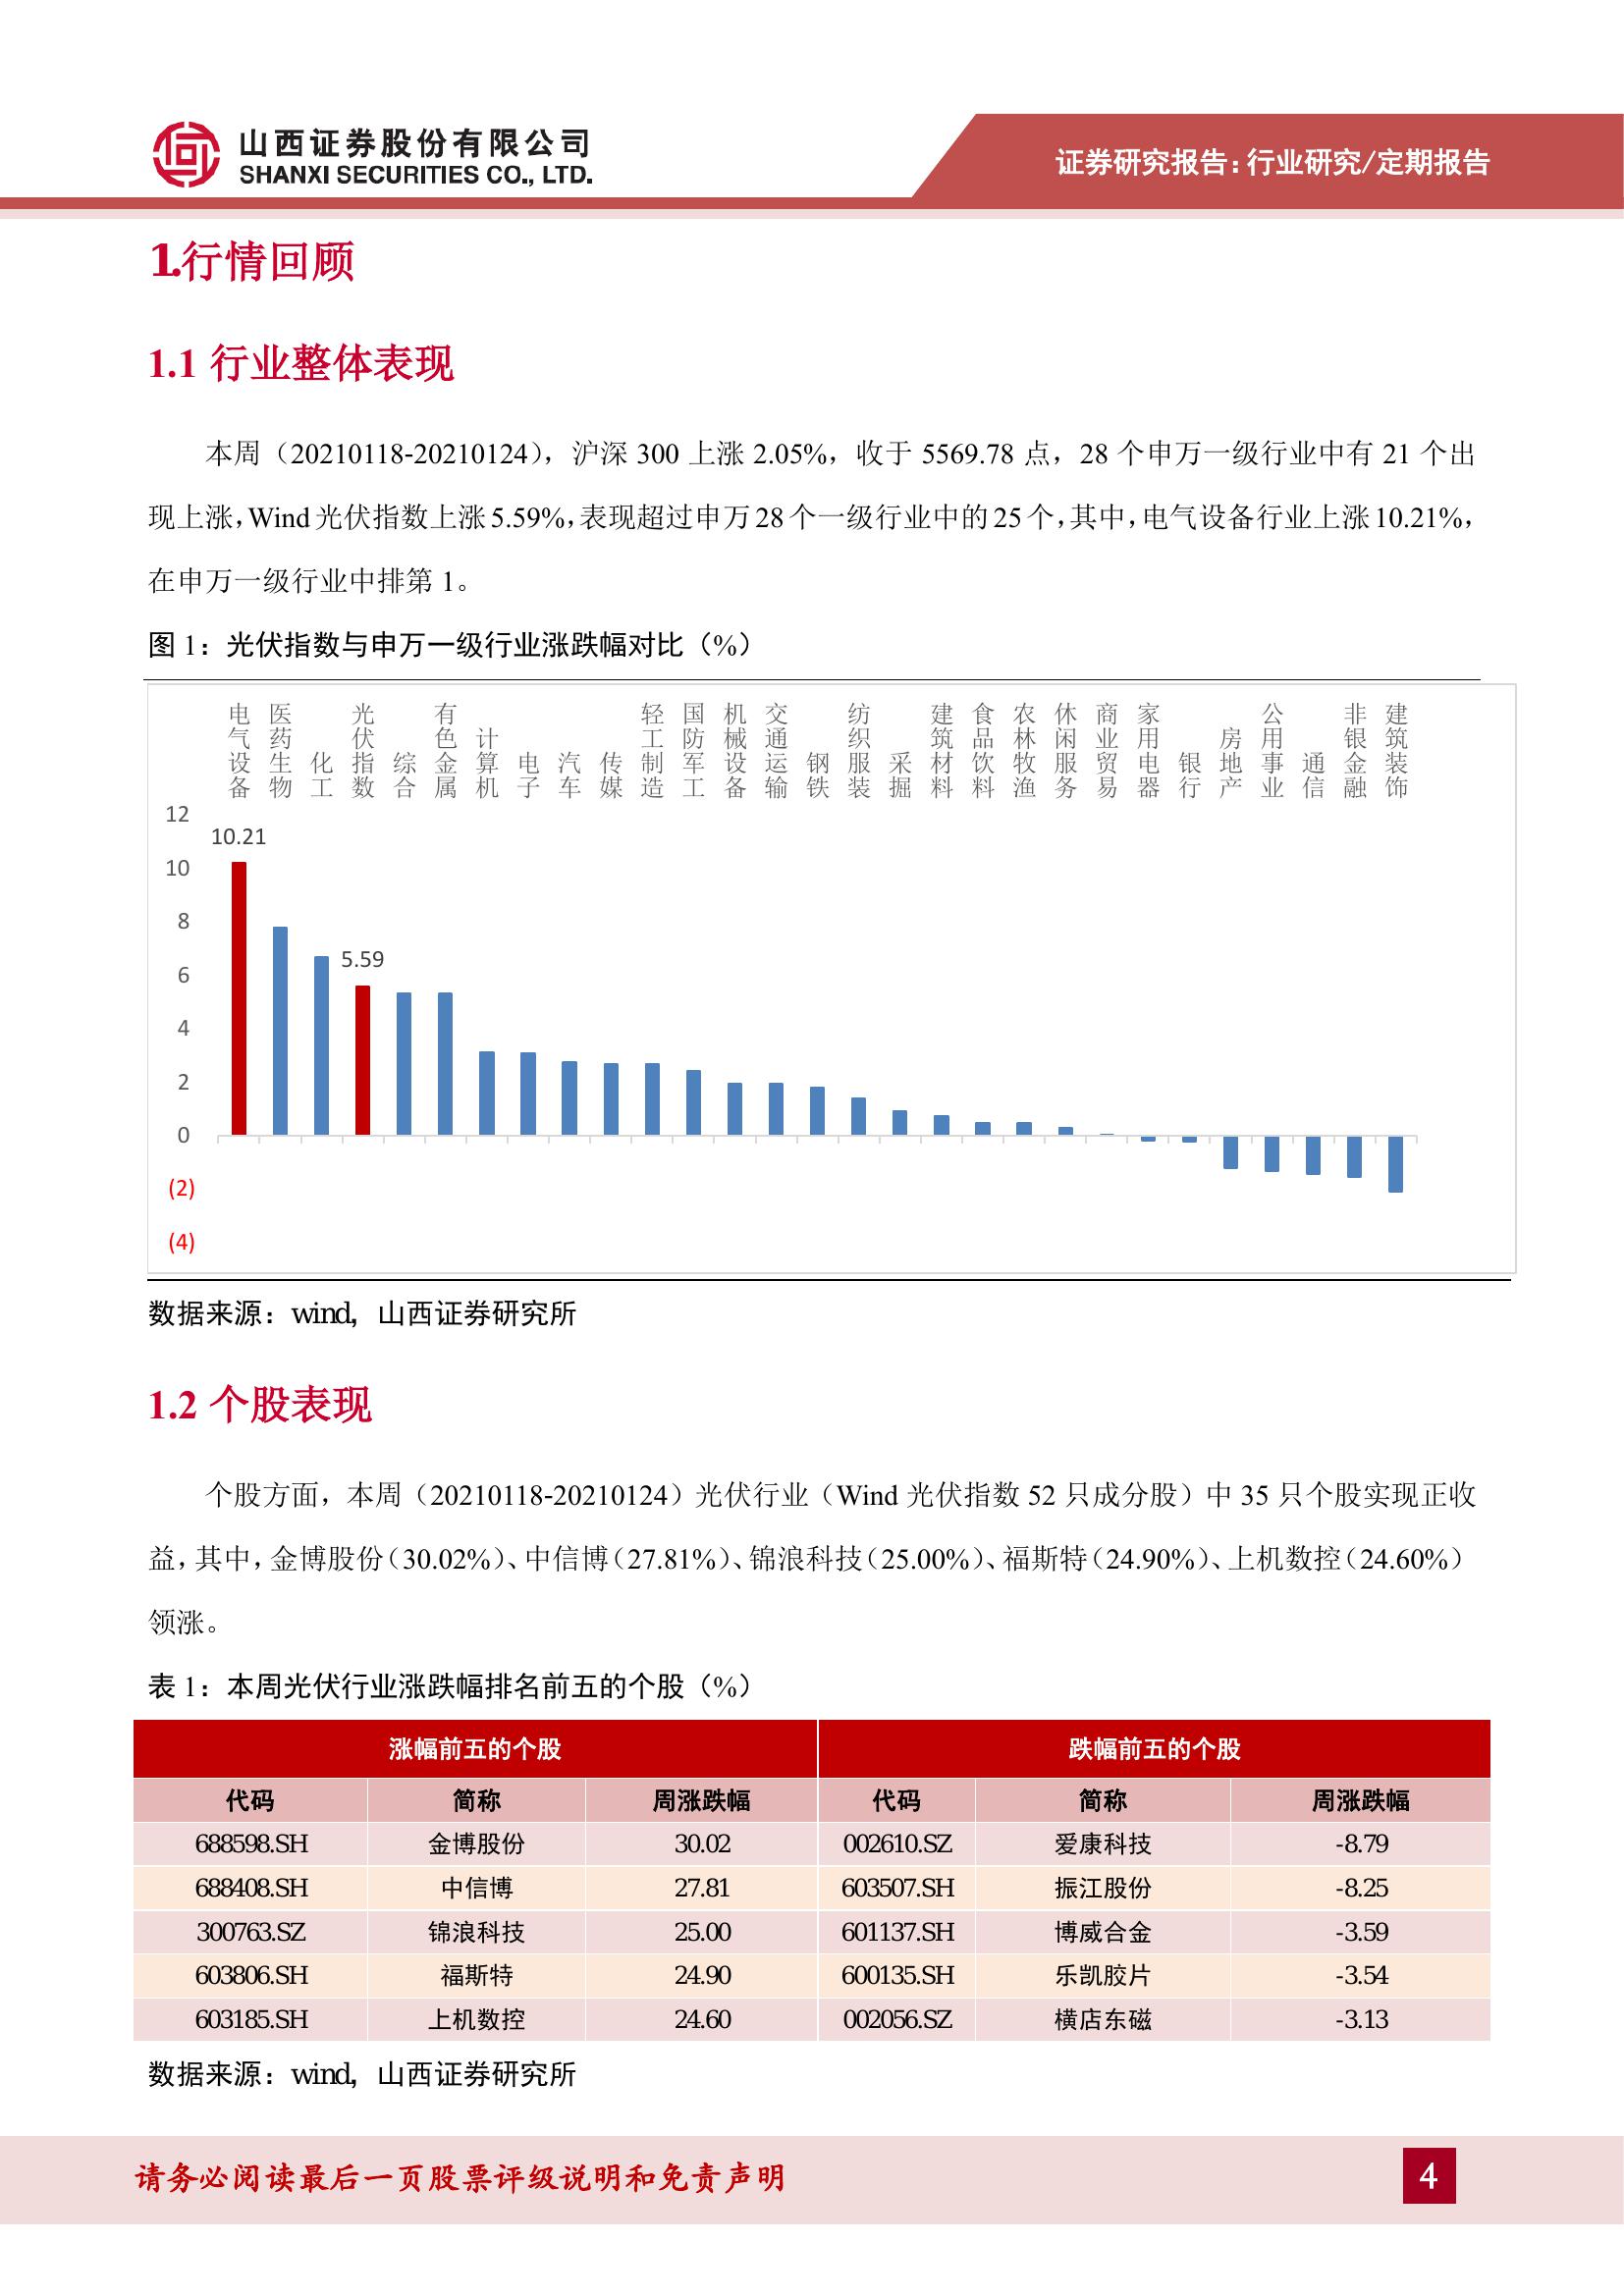 山西证券股份有限公司
SHANXI SECURITIES CO., LTD.
证券研究报告:行业研究/定期报告
1.行情回顾
1.1 行业整体表现
本周（20210118-20210124），沪深 300 上涨 2.05%，收于 5569.78 点，28 个申万一级行业中有 21 个出
现上涨，Wind 光伏指数上涨 5.59%，表现超过申万 28 个一级行业中的 25 个，其中，电气设备行业上涨 10.21%，
在申万一级行业中排第 1。
图 1：光伏指数与申万一级行业涨跌幅对比（%）
电气设备 医药生物 化工 光伏指数 综合 有色金属 计算机 电子 汽车 传媒 轻工制造 国防军工 机械设备 交通运输 钢铁 纺织服装 采掘 建筑材料 食品饮料 农林牧渔 休闲服务 商业贸易 家用电器 银行 房地产 公用事业 通信 非银金融 建筑装饰
12
10.21
10
8
5.59
6
4
2
0
(2)
(4)
数据来源：wind，山西证券研究所
1.2 个股表现
个股方面，本周（20210118-20210124）光伏行业（Wind 光伏指数 52 只成分股）中 35 只个股实现正收
益，其中，金博股份（30.02%）、中信博（27.81%）、锦浪科技（25.00%）、福斯特（24.90%）、上机数控（24.60%）
领涨。
表 1：本周光伏行业涨跌幅排名前五的个股（%）
涨幅前五的个股 跌幅前五的个股
代码 简称 周涨跌幅 代码 简称 周涨跌幅
688598.SH 金博股份 30.02 002610.SZ 爱康科技 -8.79
688408.SH 中信博 27.81 603507.SH 振江股份 -8.25
300763.SZ 锦浪科技 25.00 601137.SH 博威合金 -3.59
603806.SH 福斯特 24.90 600135.SH 乐凯胶片 -3.54
603185.SH 上机数控 24.60 002056.SZ 横店东磁 -3.13
数据来源：wind，山西证券研究所
请务必阅读最后一页股票评级说明和免责声明
4